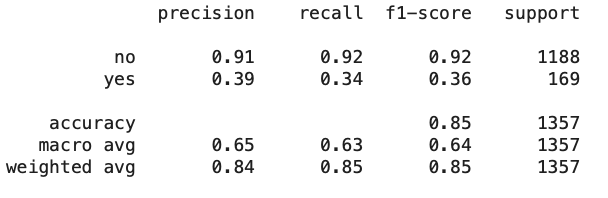 precision recall f1-score support
no 0.91 0.92 0.92 1188
yes 0.39 0.34 0.36 169
accuracy 0.85 1357
macro avg 0.65 0.63 0.64 1357
weighted avg 0.84 0.85 0.85 1357